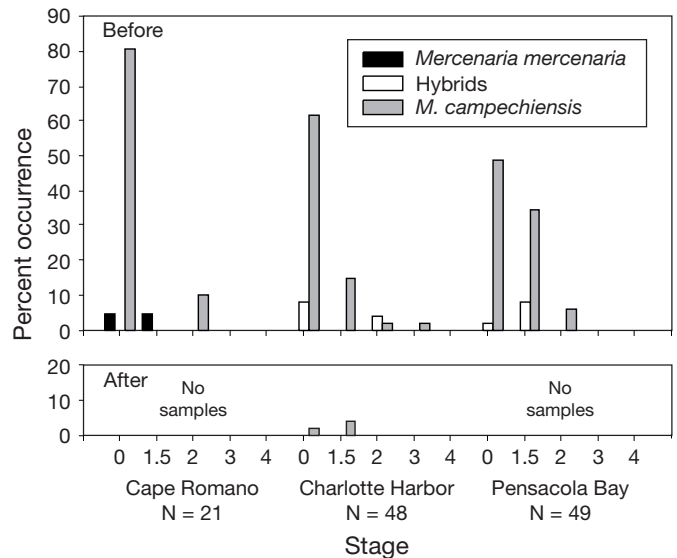 90
80
70
60
50
40
30
20
10
0
Percent occurrence
Before
Mercenaria mercenaria
Hybrids
M. campechiensis
20
10
0
After
No
samples
No
samples
0 1.5 2 3 4 0 1.5 2 3 4 0 1.5 2 3 4
Cape Romano Charlotte Harbor Pensacola Bay
N = 21 N = 48 N = 49
Stage